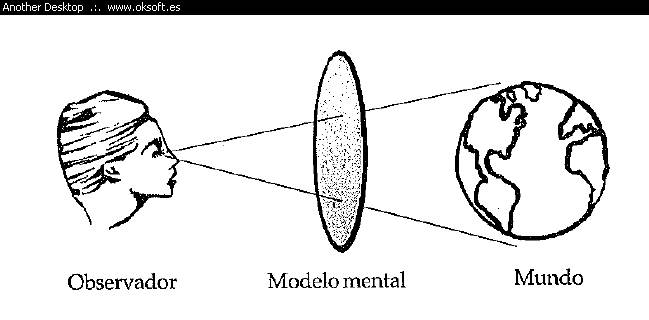 Another Desktop .:. www.oksoft.es
Observador
Modelo mental
Mundo